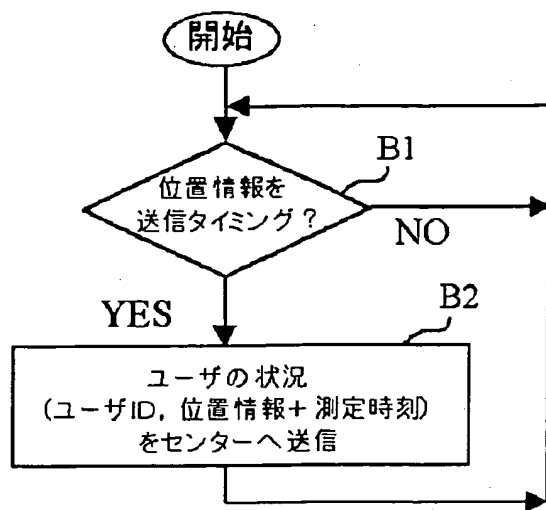 開始
B1
位置情報を
送信タイミング?
NO
YES
B2
ユーザの状況
(ユーザID, 位置情報+測定時刻)
をセンターへ送信